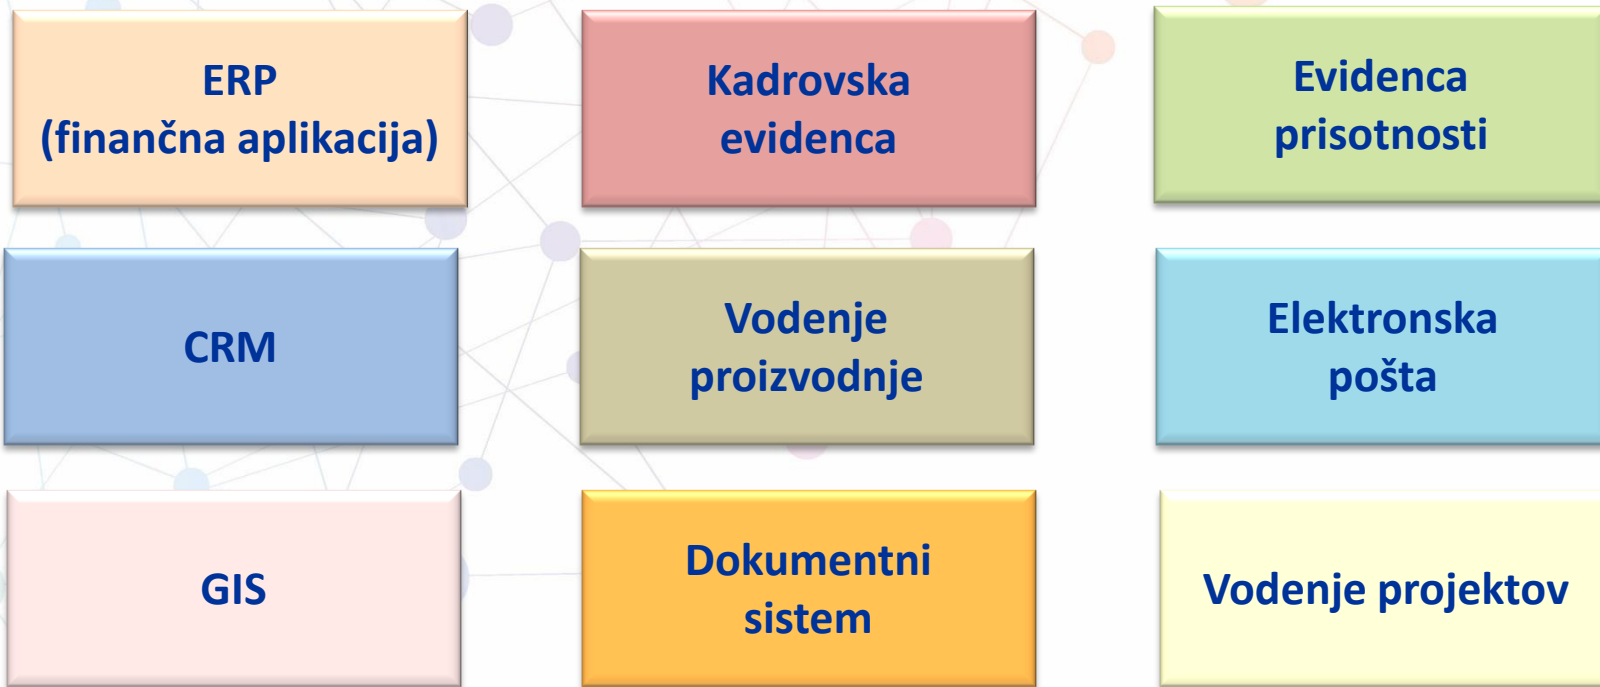 ERP
(finančna aplikacija)
Kadrovska
evidenca
Evidenca
prisotnosti
CRM
Vodenje
proizvodnje
Elektronska
pošta
GIS
Dokumentni
sistem
Vodenje projektov